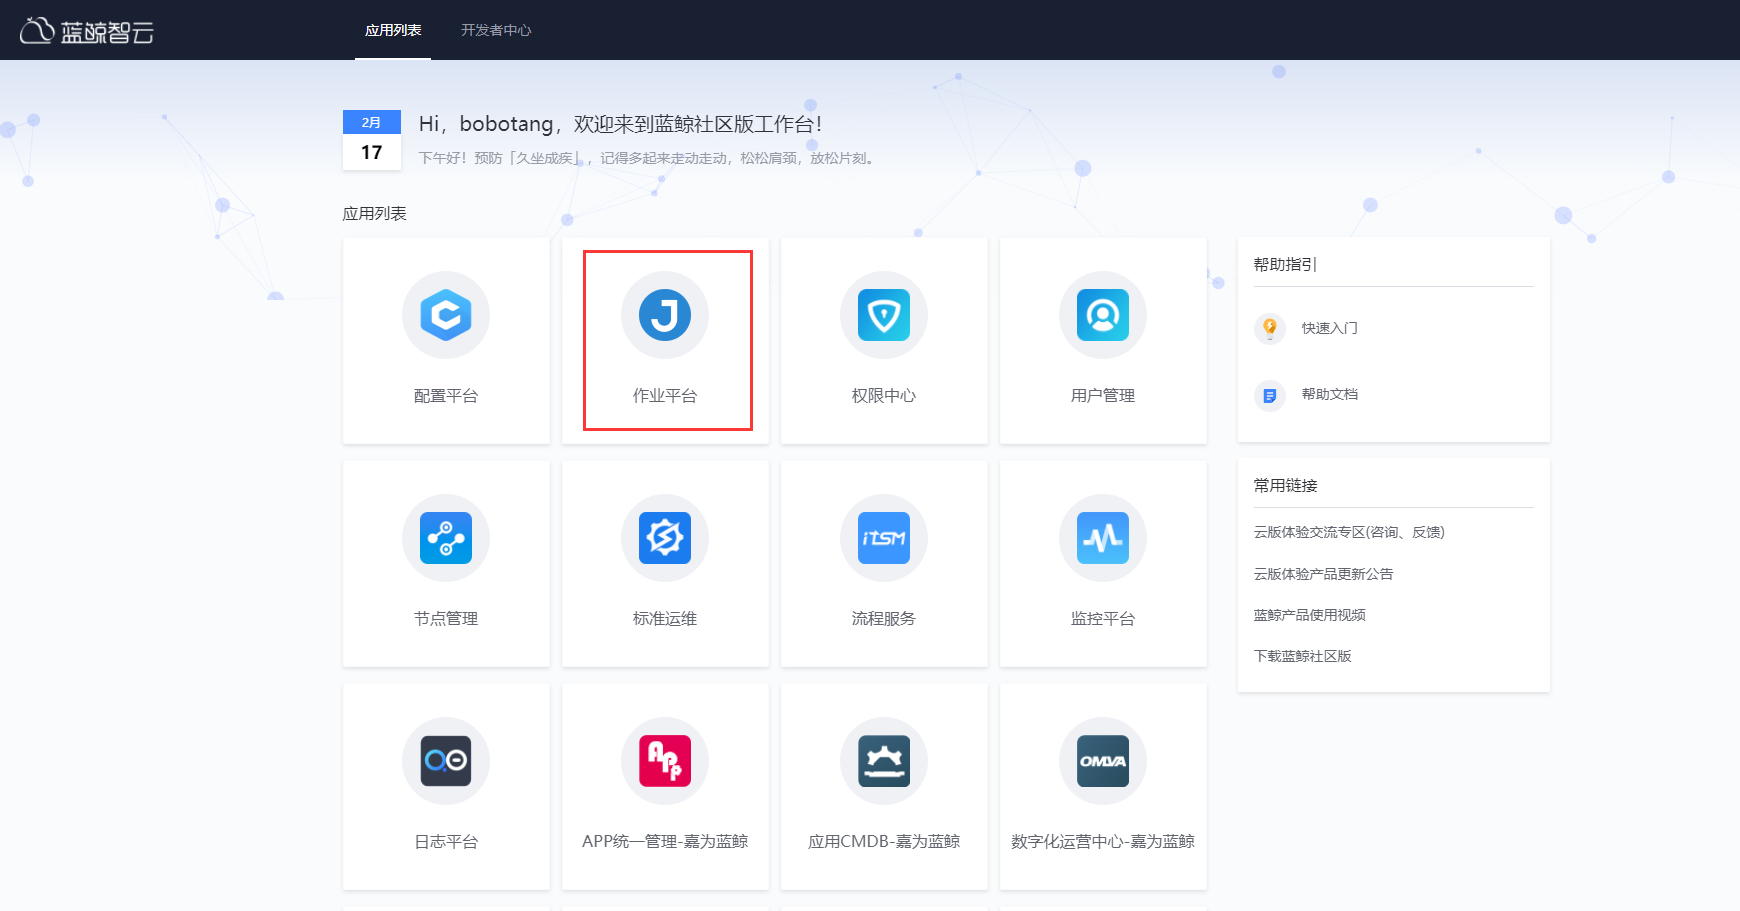 蓝鲸智云
应用列表
开发者中心
2月
17
Hi，bobotang，欢迎来到蓝鲸社区版工作台！
下午好！预防「久坐成疾」，记得多起来走动走动，松松肩颈，放松片刻。
应用列表
配置平台
J
作业平台
权限中心
用户管理
节点管理
标准运维
iTSM
流程服务
监控平台
日志平台
APP
APP统一管理-嘉为蓝鲸
应用CMDB-嘉为蓝鲸
OMVA
数字化运营中心-嘉为蓝鲸
帮助指引
快速入门
帮助文档
常用链接
云版体验交流专区(咨询、反馈)
云版体验产品更新公告
蓝鲸产品使用视频
下载蓝鲸社区版